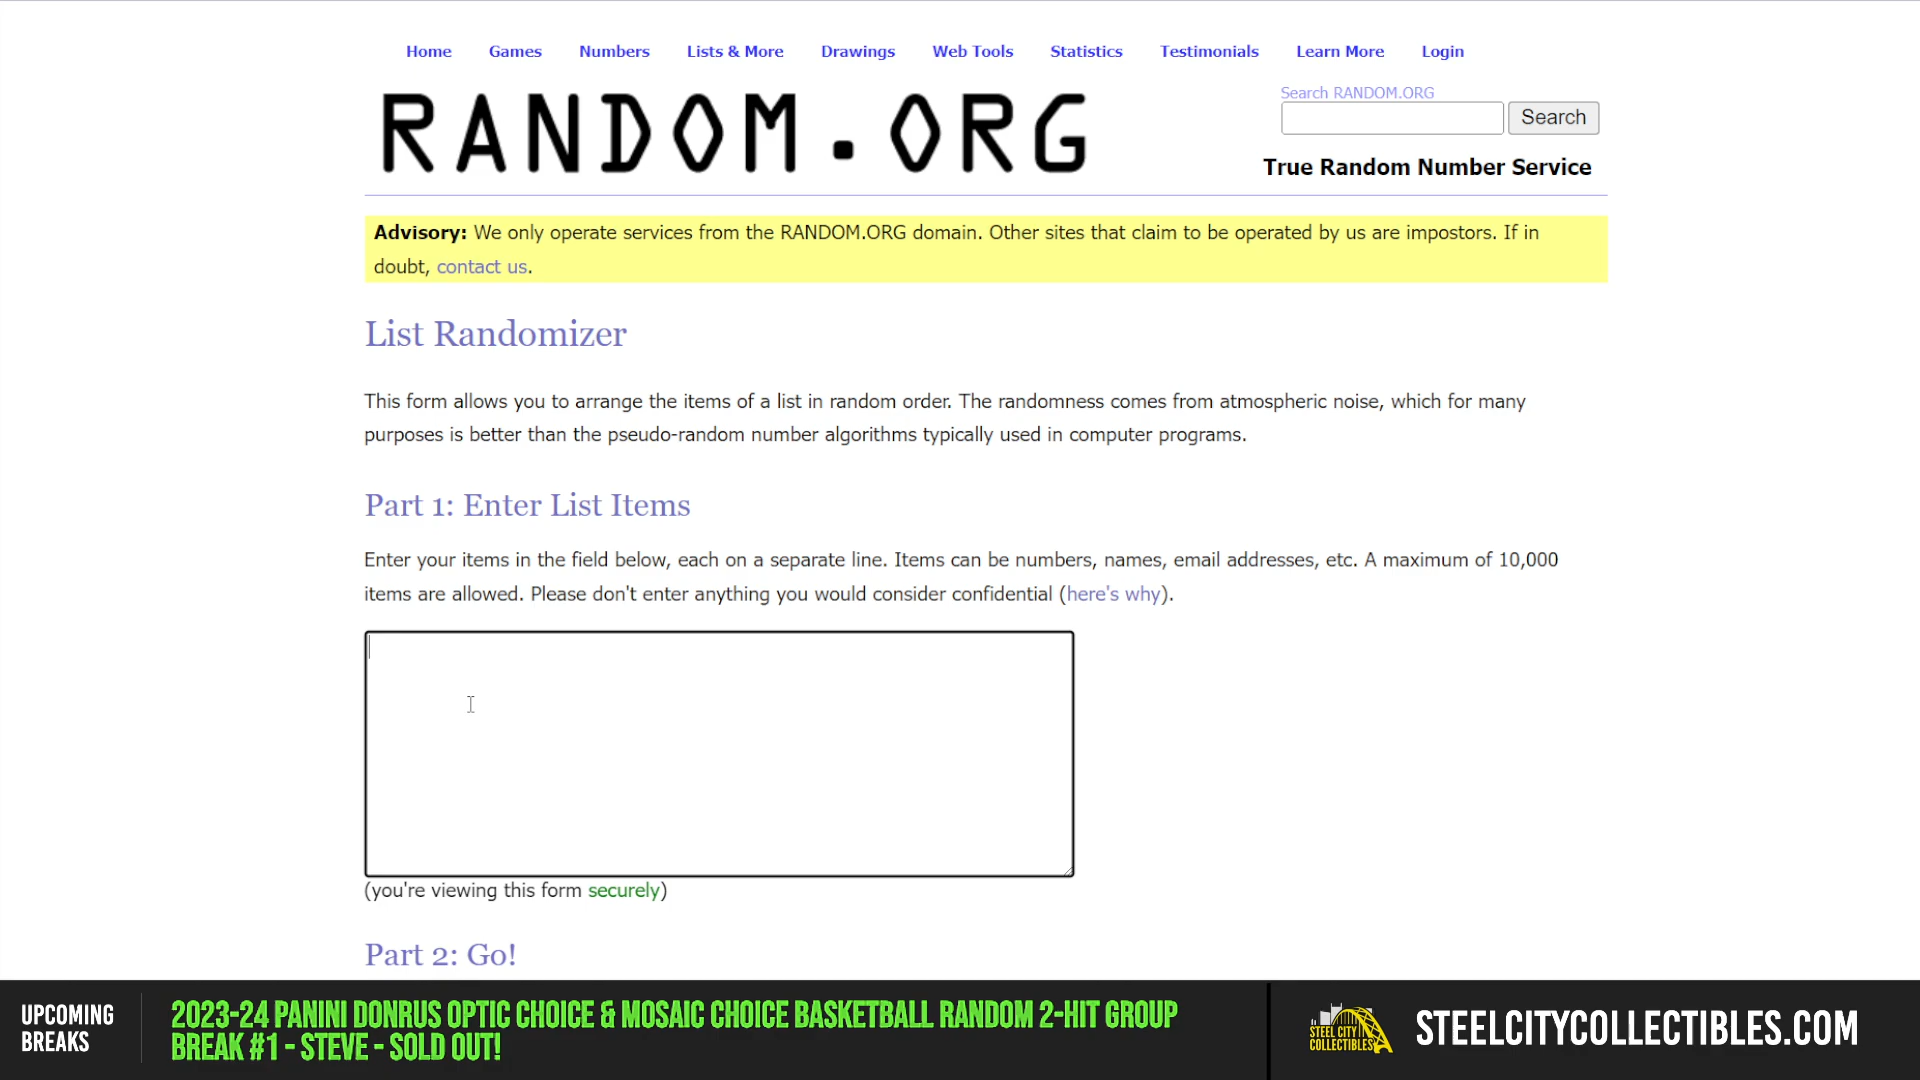 Home Games Numbers Lists & More Drawings Web Tools Statistics Testimonials Learn More Login
RANDOM.ORG
Search RANDOM.ORG
Search
True Random Number Service
Advisory: We only operate services from the RANDOM.ORG domain. Other sites that claim to be operated by us are impostors. If in
doubt, contact us.
List Randomizer
This form allows you to arrange the items of a list in random order. The randomness comes from atmospheric noise, which for many
purposes is better than the pseudo-random number algorithms typically used in computer programs.
Part 1: Enter List Items
Enter your items in the field below, each on a separate line. Items can be numbers, names, email addresses, etc. A maximum of 10,000
items are allowed. Please don't enter anything you would consider confidential (here's why).
(you're viewing this form securely)
Part 2: Go!
UPCOMING
BREAKS
2023-24 PANINI DONRUS OPTIC CHOICE & MOSAIC CHOICE BASKETBALL RANDOM 2-HIT GROUP
BREAK #1 - STEVE - SOLD OUT!
STEEL CITY
COLLECTIBLES
STEELCITYCOLLECTIBLES.COM